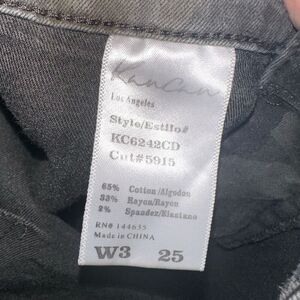 KanCan
Los Angeles
Style/Estilo#
KC6242CD
Cut#5915
65% Cotton/Algodon
33% Rayon/Rayon
2% Spandex/Elastano
RN# 144635
Made in CHINA
W3 25